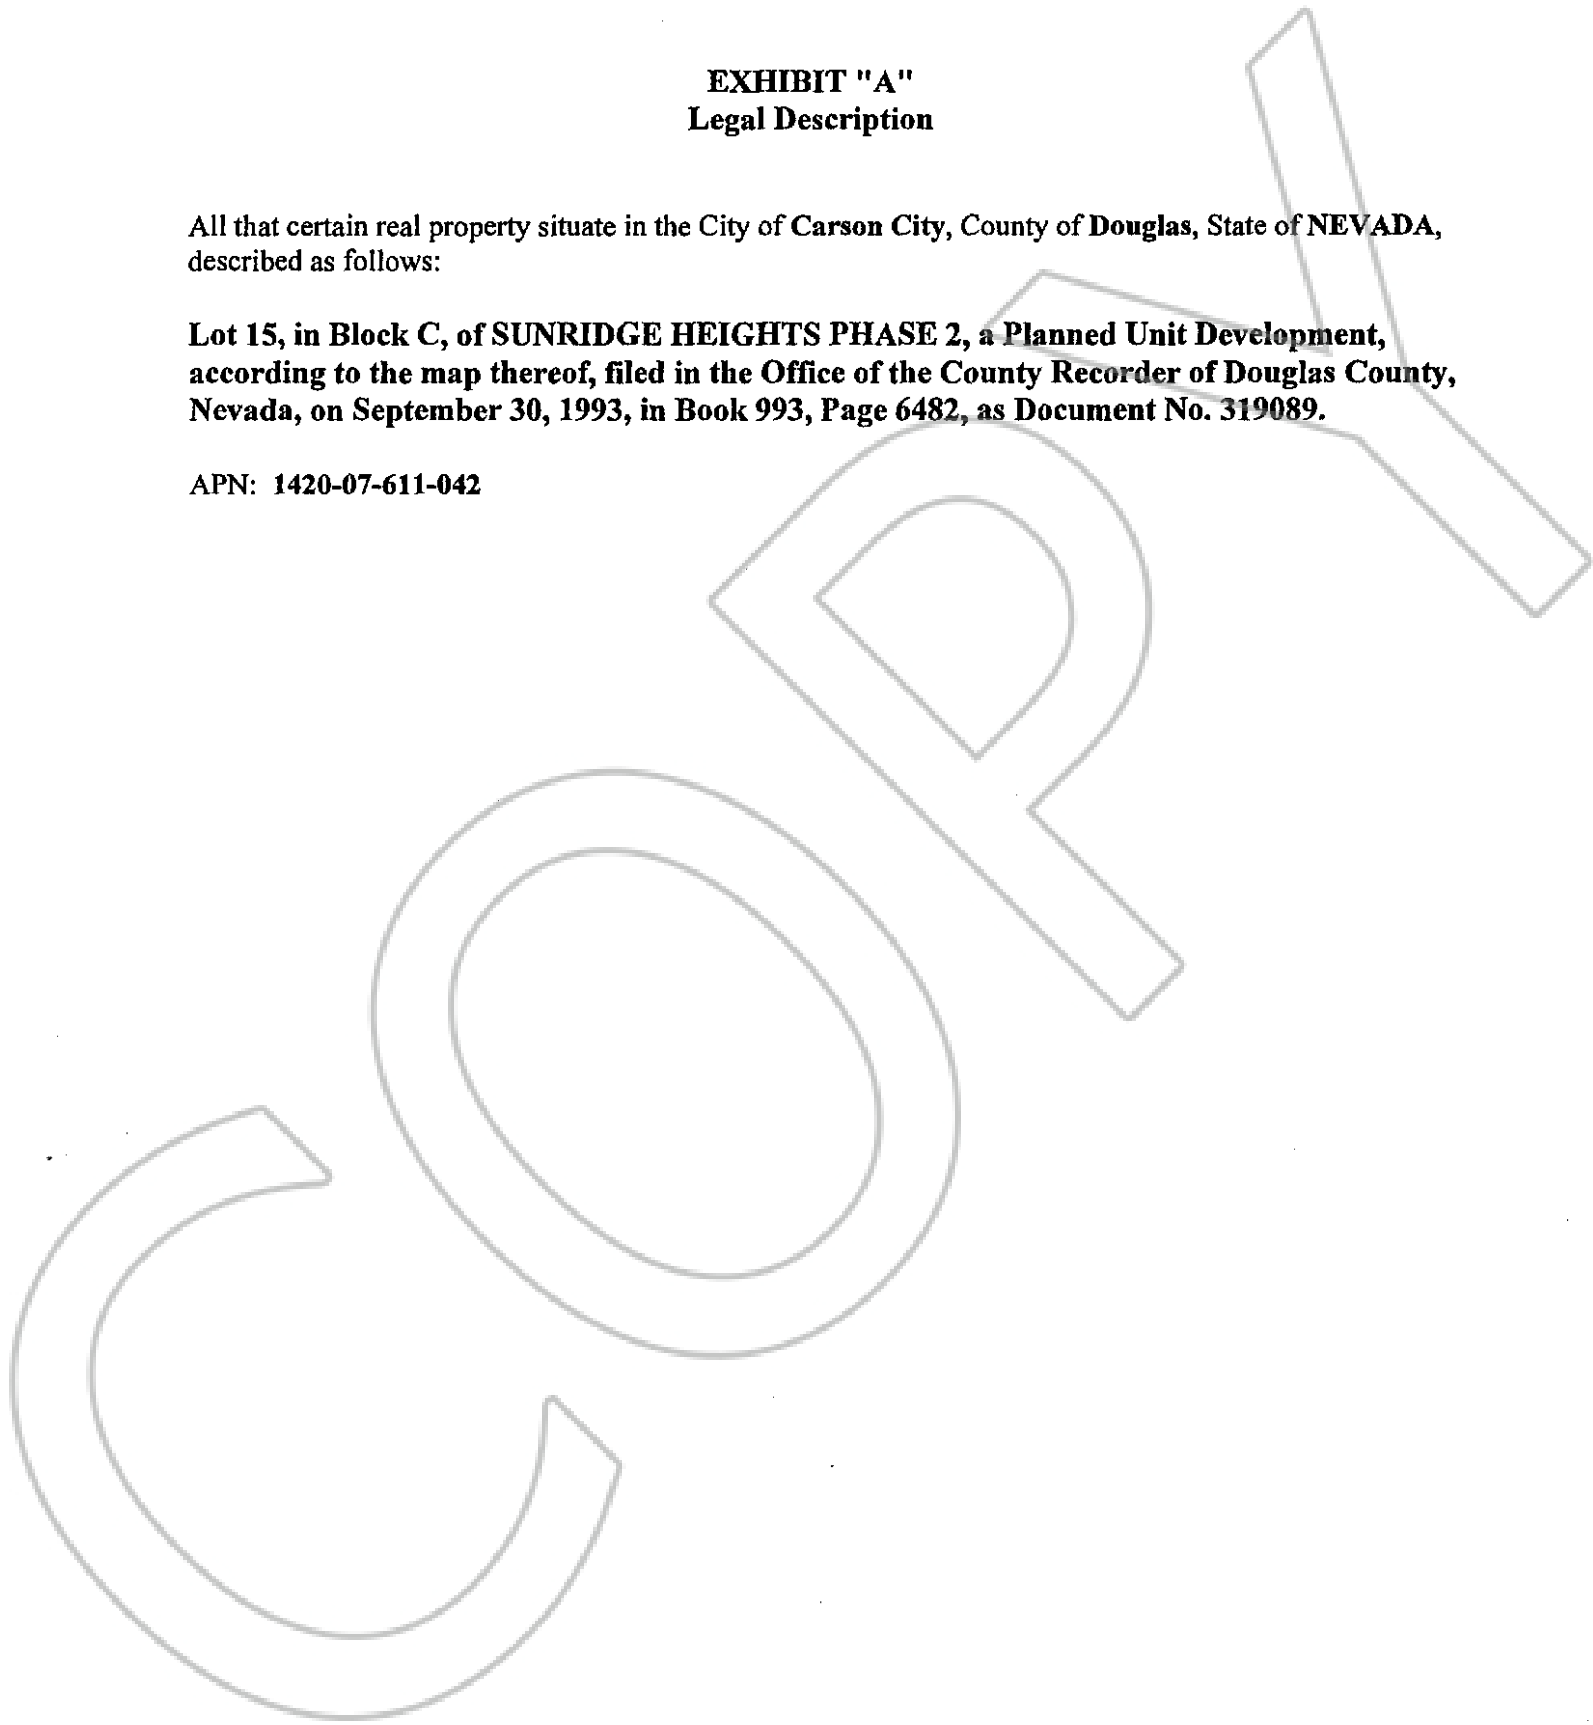 EXHIBIT "A"
Legal Description
All that certain real property situate in the City of Carson City, County of Douglas, State of NEVADA,
described as follows:
Lot 15, in Block C, of SUNRIDGE HEIGHTS PHASE 2, a Planned Unit Development,
according to the map thereof, filed in the Office of the County Recorder of Douglas County,
Nevada, on September 30, 1993, in Book 993, Page 6482, as Document No. 319089.
APN: 1420-07-611-042
COPY